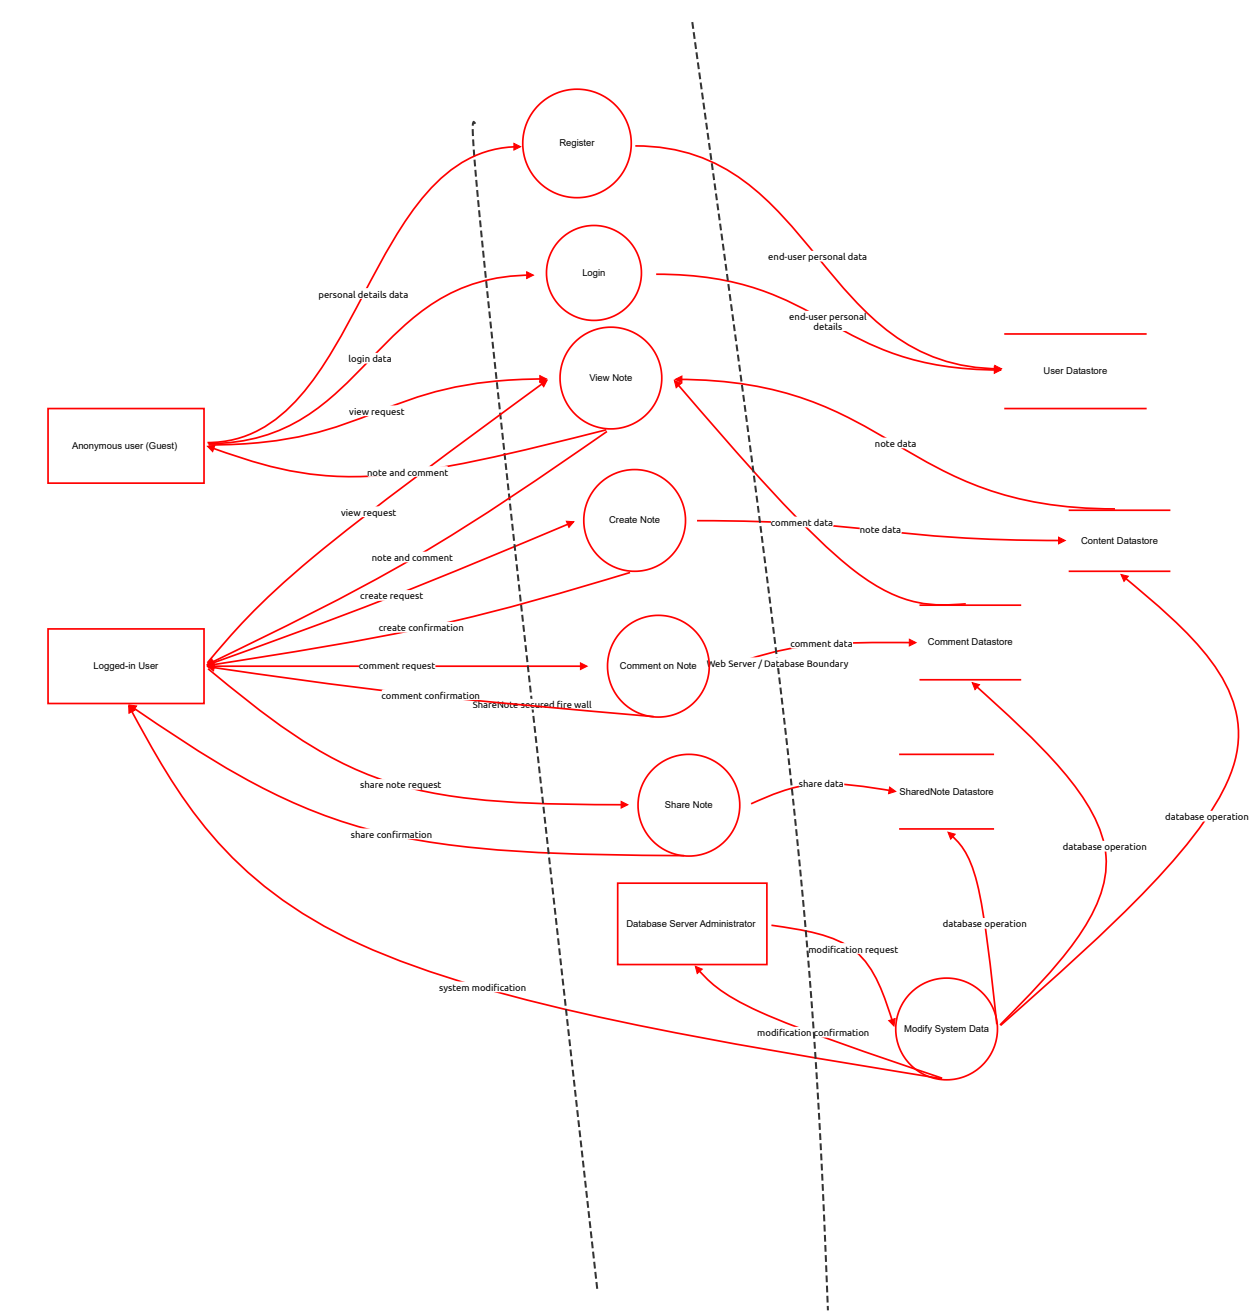 Register
Login
View Note
personal details data
login data
view request
end-user personal data
end-user personal
details
User Datastore
Anonymous user (Guest)
note and comment
note data
view request
Create Note
comment data
note data
Content Datastore
note and comment
create request
create confirmation
Logged-in User
comment request
comment confirmation
Comment on Note
comment data
Web Server / Database Boundary
Comment Datastore
ShareNote secured fire wall
share note request
share confirmation
Share Note
share data
SharedNote Datastore
database operation
database operation
database operation
Database Server Administrator
modification request
system modification
modification confirmation
Modify System Data